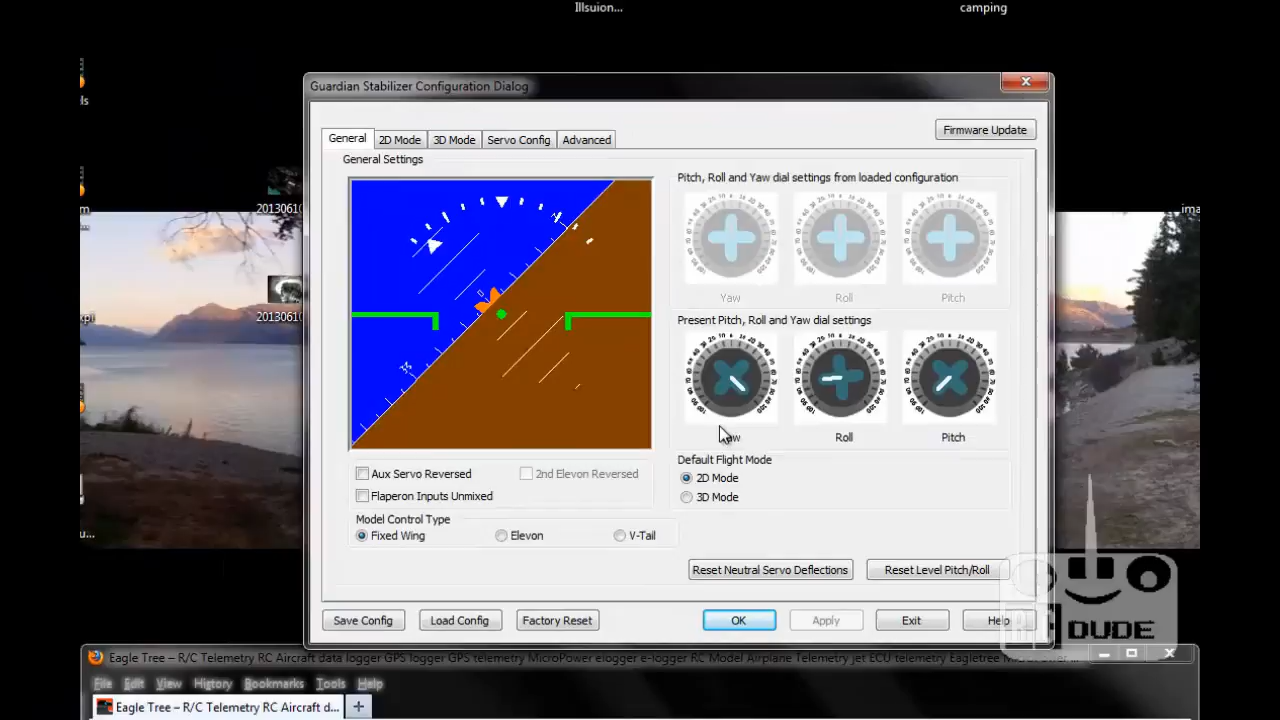 Illsuion...
camping
Guardian Stabilizer Configuration Dialog
Firmware Update
General
2D Mode
3D Mode
Servo Config
Advanced
General Settings
Pitch, Roll and Yaw dial settings from loaded configuration
Yaw
Roll
Pitch
Present Pitch, Roll and Yaw dial settings
Roll
Pitch
Default Flight Mode
2D Mode
3D Mode
Aux Servo Reversed
2nd Elevon Reversed
Flaperon Inputs Unmixed
Model Control Type
Fixed Wing
Elevon
V-Tail
Reset Neutral Servo Deflections
Reset Level Pitch/Roll
Save Config
Load Config
Factory Reset
OK
Apply
Exit
Help
RC DUDE
20130610
20130610
Eagle Tree – R/C Telemetry RC Aircraft data logger GPS logger GPS telemetry MicroPower elogger e-logger RC Model Airplane Telemetry jet ECU telemetry Eagletree
File Edit View History Bookmarks Tools Help
Eagle Tree – R/C Telemetry RC Aircraft d...